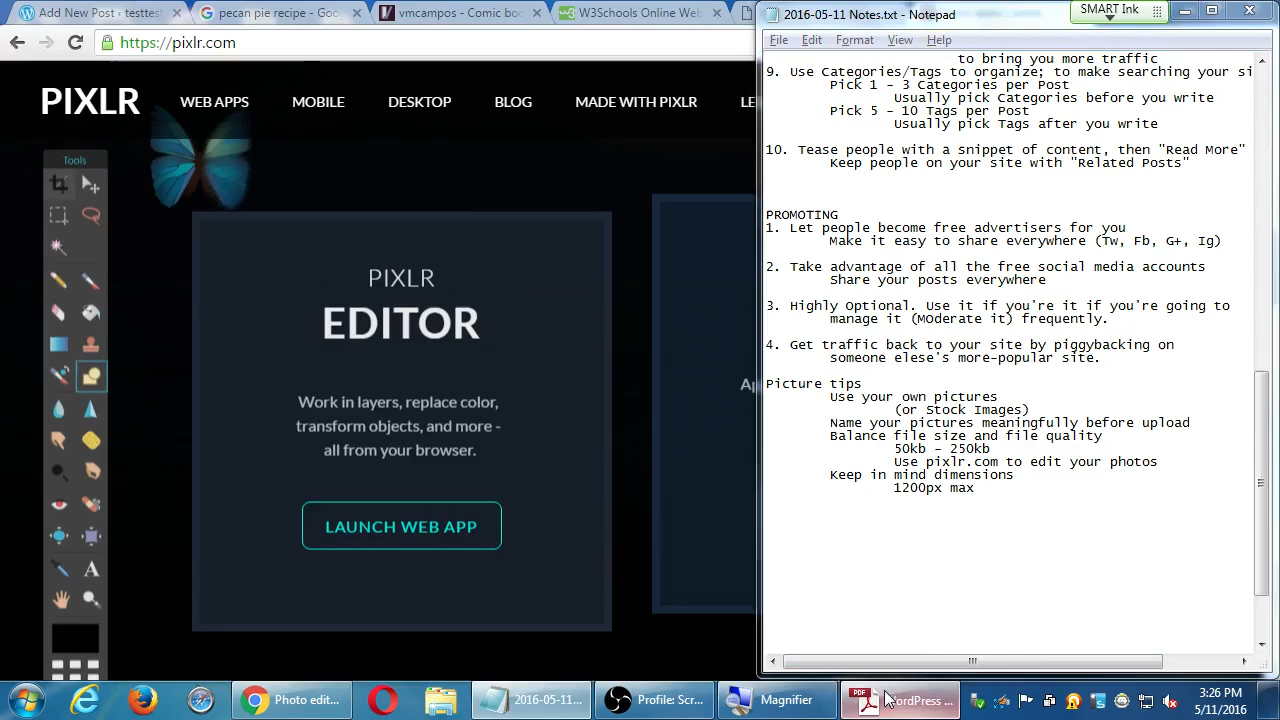 Add New Post ‹ testtes
pecan pie recipe - Goo
vmcampos - Comic bo
W3Schools Online Web
https://pixlr.com
PIXLR
WEB APPS
MOBILE
DESKTOP
BLOG
MADE WITH PIXLR
LE
Tools
PIXLR
EDITOR
Work in layers, replace color,
transform objects, and more -
all from your browser.
LAUNCH WEB APP
Ap
A
2016-05-11 Notes.txt - Notepad
SMART Ink
File Edit Format View Help
to bring you more traffic
9. Use Categories/Tags to organize; to make searching your si
Pick 1 - 3 Categories per Post
Usually pick Categories before you write
Pick 5 - 10 Tags per Post
Usually pick Tags after you write
10. Tease people with a snippet of content, then "Read More"
Keep people on your site with "Related Posts"
PROMOTING
1. Let people become free advertisers for you
Make it easy to share everywhere (Tw, Fb, G+, Ig)
2. Take advantage of all the free social media accounts
Share your posts everywhere
3. Highly Optional. Use it if you're it if you're going to
manage it (MOderate it) frequently.
4. Get traffic back to your site by piggybacking on
someone elese's more-popular site.
Picture tips
Use your own pictures
(or Stock Images)
Name your pictures meaningfully before upload
Balance file size and file quality
50kb - 250kb
Use pixlr.com to edit your photos
Keep in mind dimensions
1200px max
Photo edit...
2016-05-11...
Profile: Scr...
Magnifier
PDF
WordPress ...
3:26 PM
5/11/2016